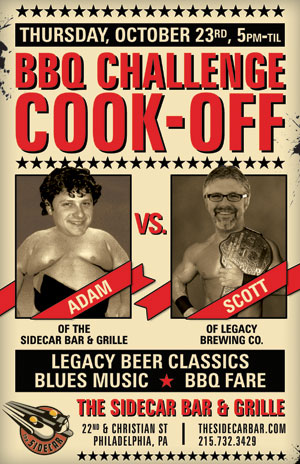 THURSDAY, OCTOBER 23RD, 5PM-TIL
BBQ CHALLENGE
COOK-OFF
VS.
ADAM
SCOTT
OF THE
SIDECAR BAR & GRILLE
OF LEGACY
BREWING CO.
LEGACY BEER CLASSICS
BLUES MUSIC ★ BBQ FARE
THE SIDECAR BAR & GRILLE
22ND & CHRISTIAN ST
PHILADELPHIA, PA
THESIDECARBAR.COM
215.732.3429
SIDECAR